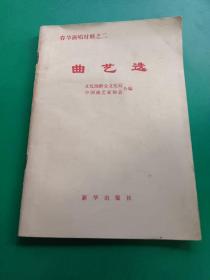 春节演唱材料之二
曲艺选
文化部群众文化局
中国曲艺家协会 合编
新华出版社